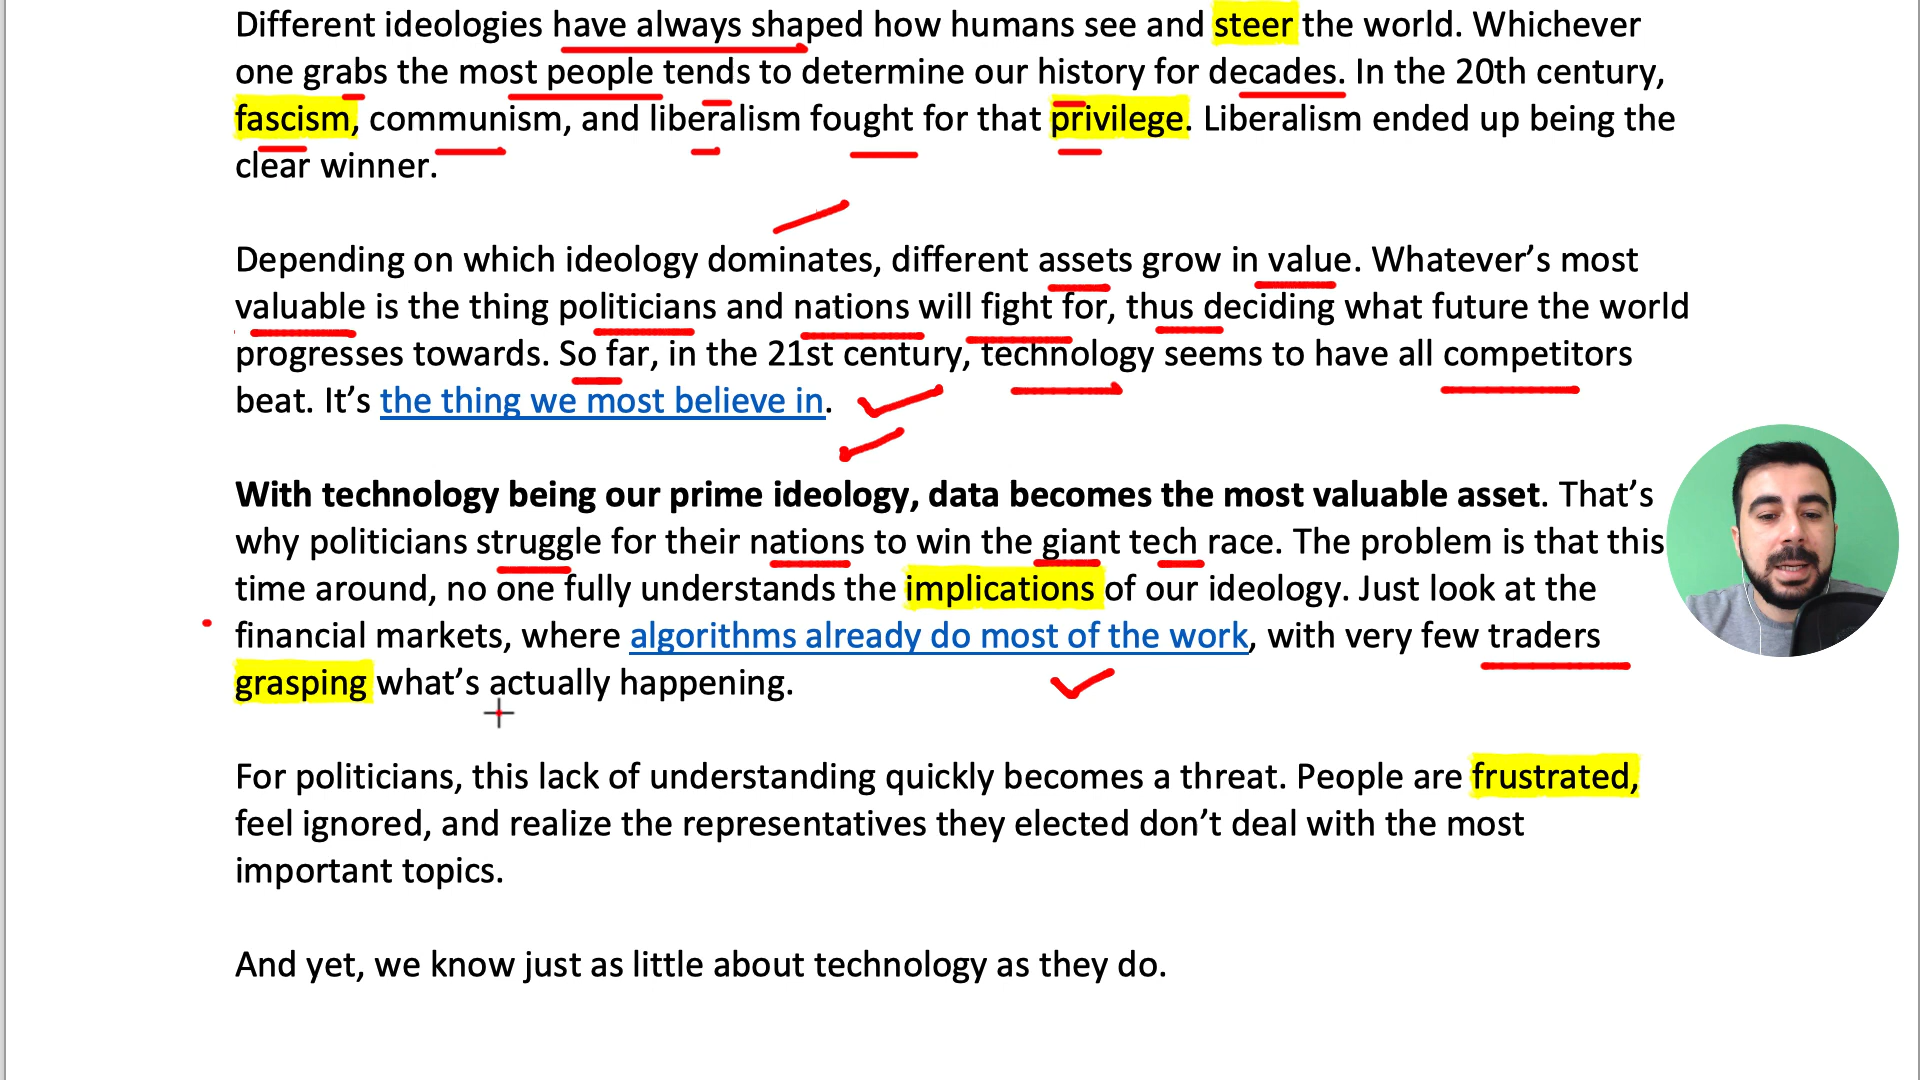 Different ideologies have always shaped how humans see and steer the world. Whichever
one grabs the most people tends to determine our history for decades. In the 20th century,
fascism, communism, and liberalism fought for that privilege. Liberalism ended up being the
clear winner.
Depending on which ideology dominates, different assets grow in value. Whatever’s most
valuable is the thing politicians and nations will fight for, thus deciding what future the world
progresses towards. So far, in the 21st century, technology seems to have all competitors
beat. It’s the thing we most believe in.
With technology being our prime ideology, data becomes the most valuable asset. That’s
why politicians struggle for their nations to win the giant tech race. The problem is that this
time around, no one fully understands the implications of our ideology. Just look at the
financial markets, where algorithms already do most of the work, with very few traders
grasping what’s actually happening.
For politicians, this lack of understanding quickly becomes a threat. People are frustrated,
feel ignored, and realize the representatives they elected don’t deal with the most
important topics.
And yet, we know just as little about technology as they do.